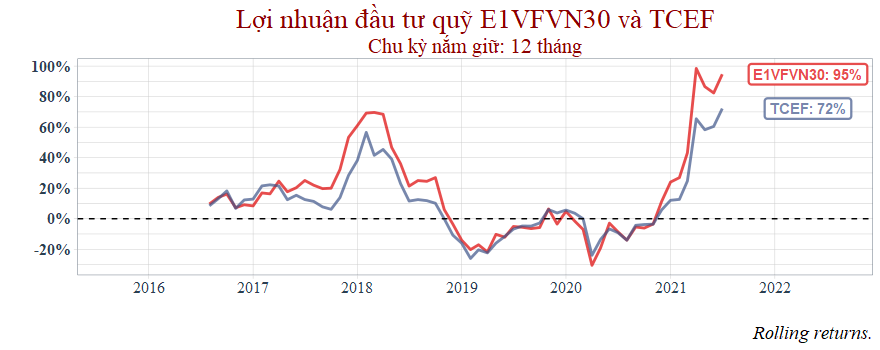 Lợi nhuận đầu tư quỹ E1VFVN30 và TCEF
Chu kỳ nắm giữ: 12 tháng
100%
80%
60%
40%
20%
0%
-20%
E1VFVN30: 95%
TCEF: 72%
2016 2017 2018 2019 2020 2021 2022
Rolling returns.